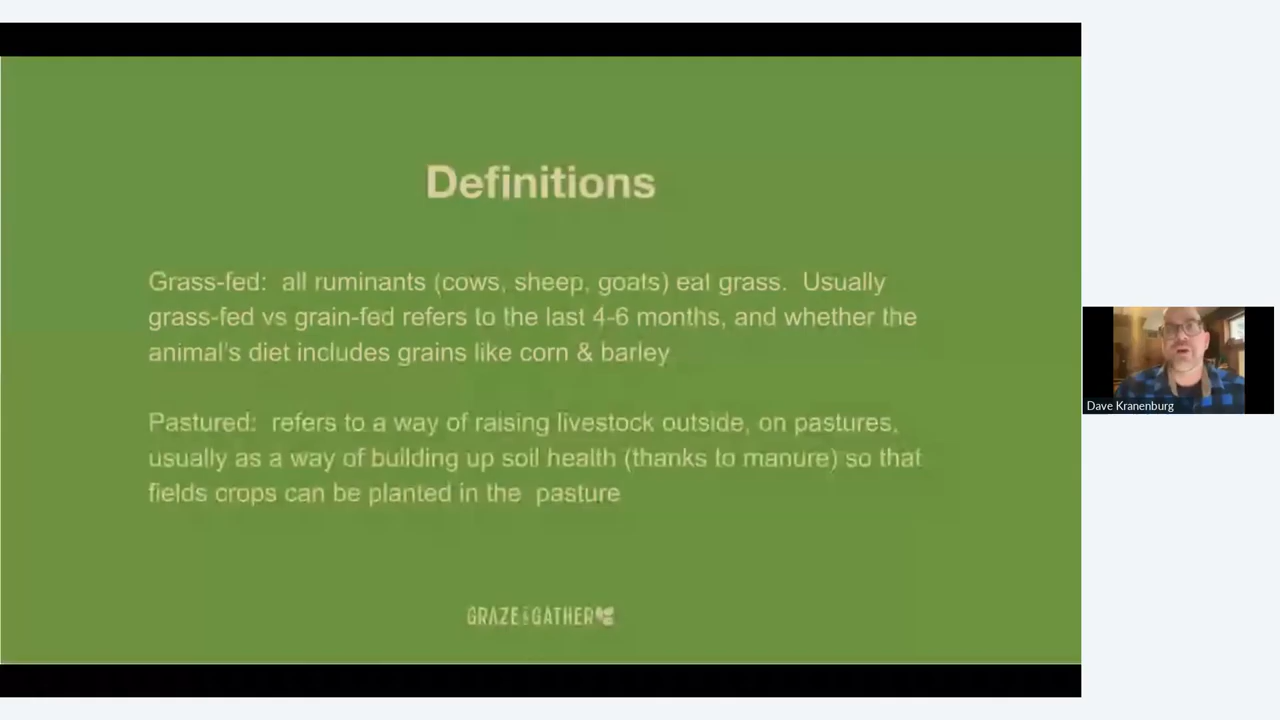 Definitions
Grass-fed:  all ruminants (cows, sheep, goats) eat grass.  Usually
grass-fed vs grain-fed refers to the last 4-6 months, and whether the
animal's diet includes grains like corn & barley
Pastured:  refers to a way of raising livestock outside, on pastures,
usually as a way of building up soil health (thanks to manure) so that
fields crops can be planted in the  pasture
GRAZE AND GATHER
Dave Kranenburg